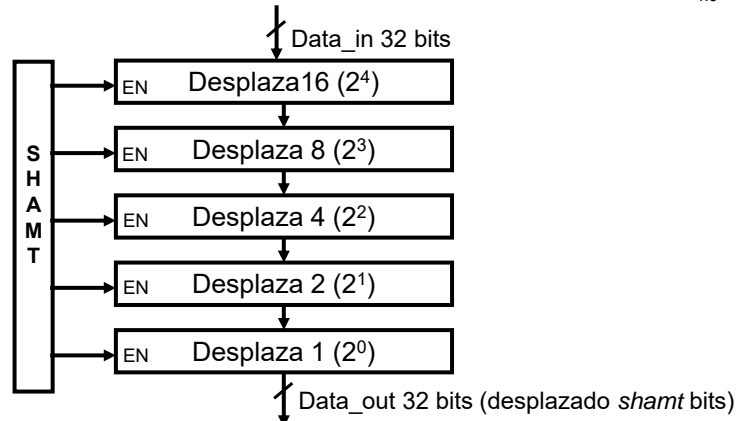 Data_in 32 bits
EN Desplaza16 (2⁴)
EN Desplaza 8 (2³)
SHAMT
EN Desplaza 4 (2²)
EN Desplaza 2 (2¹)
EN Desplaza 1 (2⁰)
Data_out 32 bits (desplazado shamt bits)